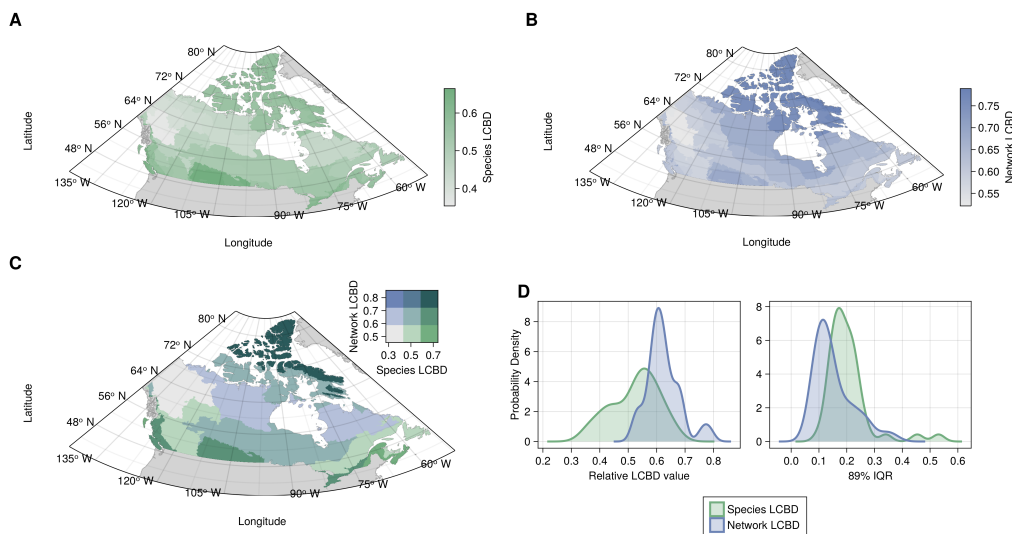 A
80° N
72° N
64° N
56° N
48° N
135° W
120° W
105° W
90° W
75° W
60° W
Latitude
Longitude
0.6
0.5
0.4
Species LCBD
B
80° N
72° N
64° N
56° N
48° N
135° W
120° W
105° W
90° W
75° W
60° W
Latitude
Longitude
0.75
0.70
0.65
0.60
0.55
Network LCBD
C
80° N
72° N
64° N
56° N
48° N
135° W
120° W
105° W
90° W
75° W
60° W
Latitude
Longitude
Network LCBD
0.8
0.7
0.6
0.5
0.3 0.5 0.7
Species LCBD
D
Probability Density
8
6
4
2
0
0.2 0.3 0.4 0.5 0.6 0.7 0.8
Relative LCBD value
8
6
4
2
0
0.0 0.1 0.2 0.3 0.4 0.5 0.6
89% IQR
Species LCBD
Network LCBD